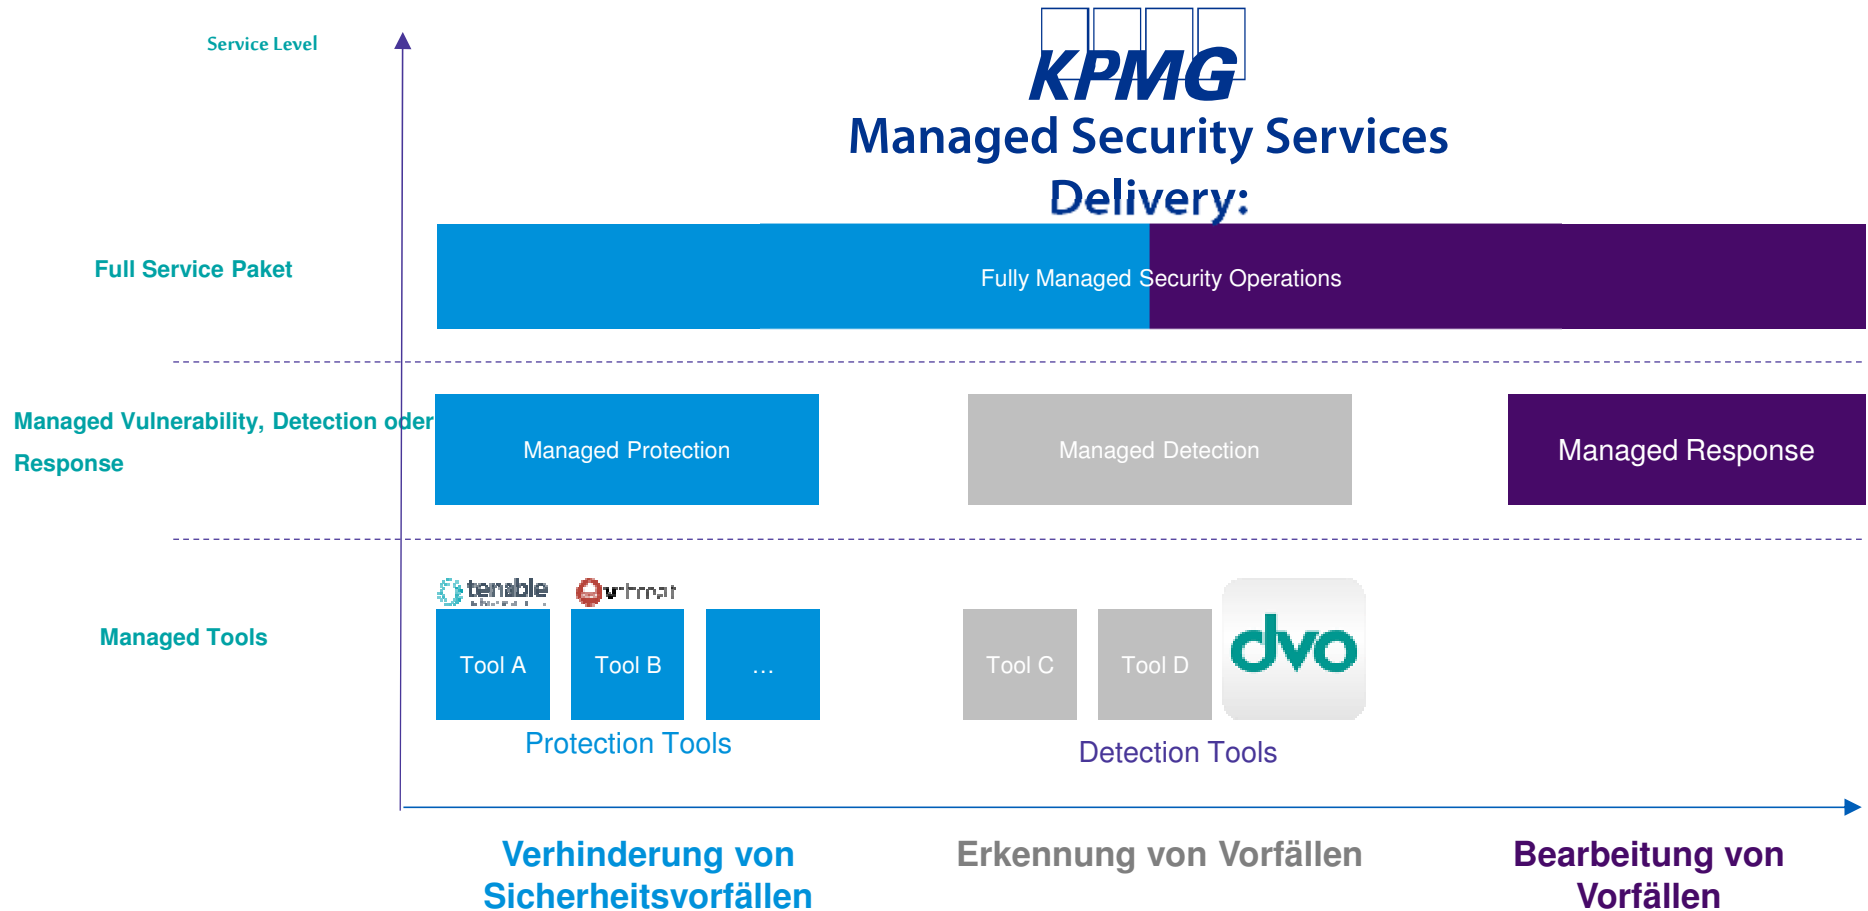 Service Level
KPMG
Managed Security Services
Delivery:
Full Service Paket
Fully Managed Security Operations
Managed Vulnerability, Detection oder
Response
Managed Protection
Managed Detection
Managed Response
Managed Tools
tenable
Tool A
Tool B
...
Protection Tools
Tool C
Tool D
dvo
Detection Tools
Verhinderung von
Sicherheitsvorfällen
Erkennung von Vorfällen
Bearbeitung von
Vorfällen